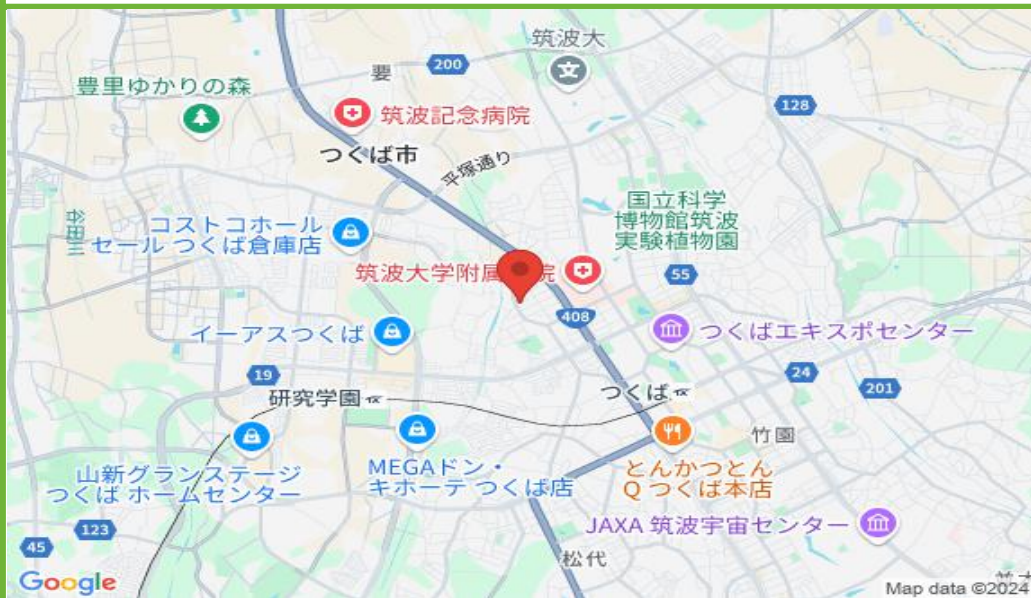 筑波大
200
要
豊里ゆかりの森
128
筑波記念病院
つくば市
平塚通り
国立科学
博物館筑波
実験植物園
谷田川
コストコホール
セール つくば倉庫店
筑波大学附属
院
55
408
イーアスつくば
つくばエキスポセンター
24
19
研究学園
つくば
201
竹園
MEGAドン・
キホーテ つくば店
とんかつとん
Q つくば本店
山新グランステージ
つくば ホームセンター
JAXA 筑波宇宙センター
123
45
松代
Google
Map data ©2024